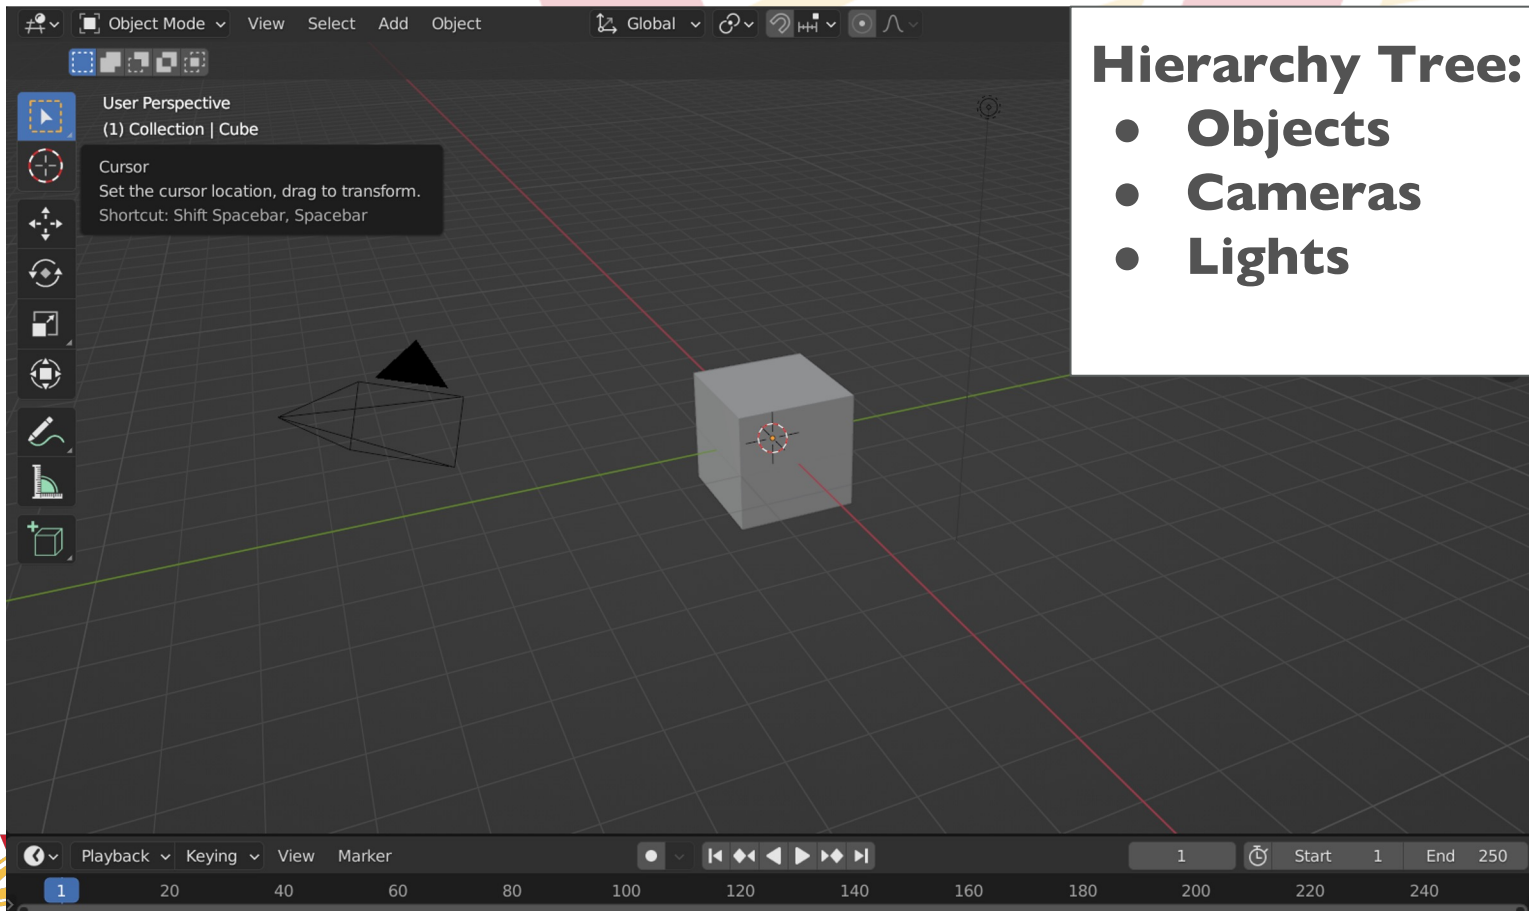 Object Mode View Select Add Object Global
Hierarchy Tree:
● Objects
● Cameras
● Lights
User Perspective
(1) Collection | Cube
Cursor
Set the cursor location, drag to transform.
Shortcut: Shift Spacebar, Spacebar
Playback Keying View Marker 1 Start 1 End 250
1 20 40 60 80 100 120 140 160 180 200 220 240